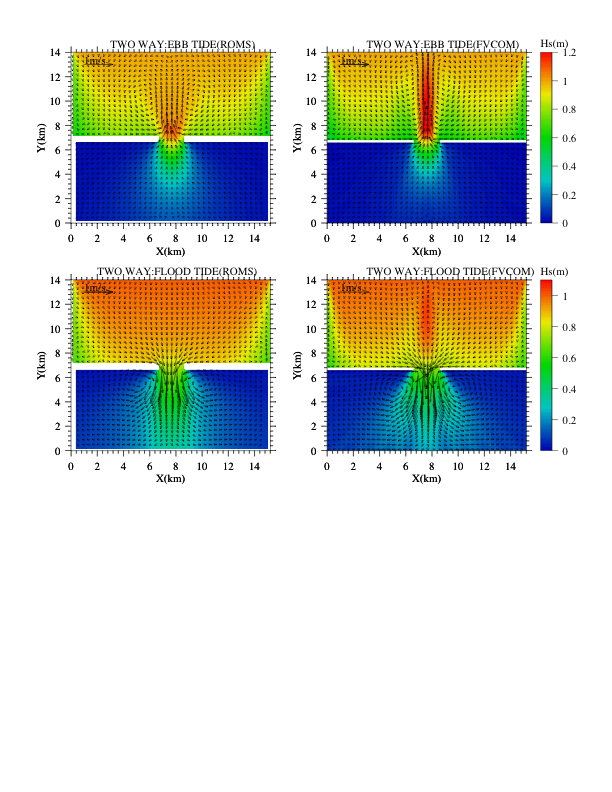 TWO WAY:EBB TIDE(ROMS)
TWO WAY:EBB TIDE(FVCOM)
Hs(m)
1m/s
1m/s
14
12
10
8
6
4
2
0
Y(km)
0 2 4 6 8 10 12 14
X(km)
14
12
10
8
6
4
2
0
Y(km)
0 2 4 6 8 10 12 14
X(km)
1.2
1
0.8
0.6
0.4
0.2
0
TWO WAY:FLOOD TIDE(ROMS)
TWO WAY:FLOOD TIDE(FVCOM)
Hs(m)
1m/s
1m/s
14
12
10
8
6
4
2
0
Y(km)
0 2 4 6 8 10 12 14
X(km)
14
12
10
8
6
4
2
0
Y(km)
0 2 4 6 8 10 12 14
X(km)
1
0.8
0.6
0.4
0.2
0